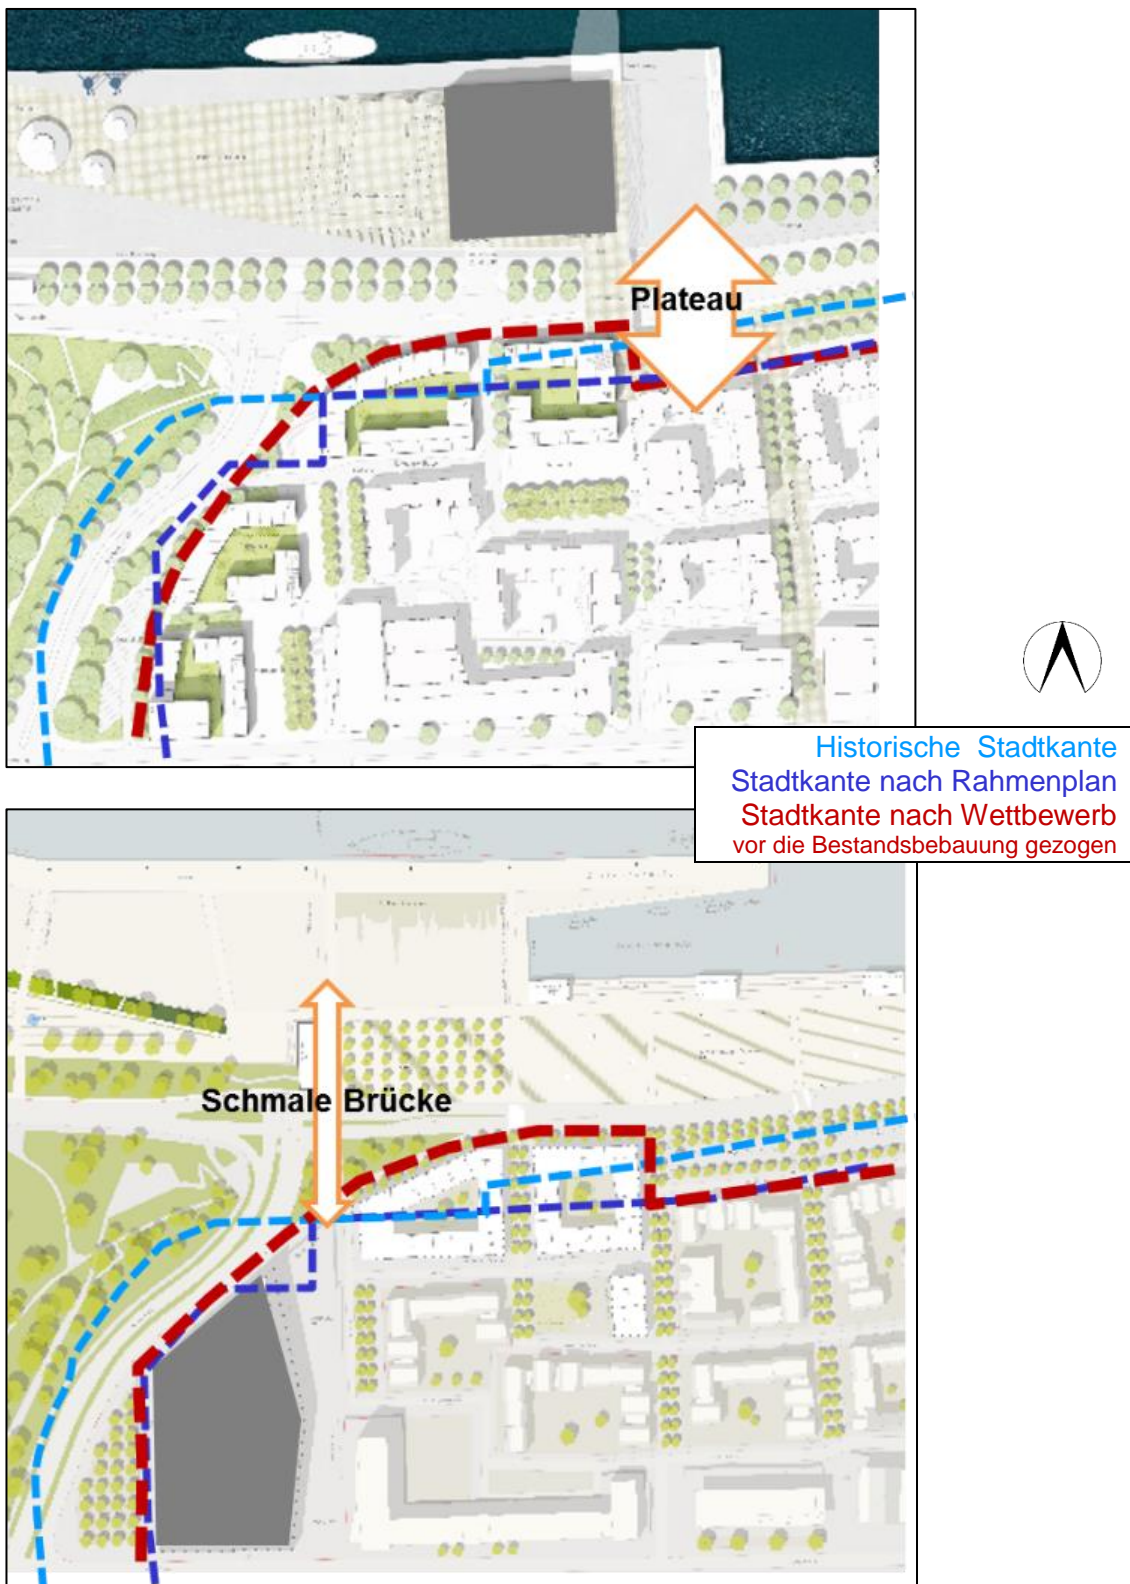 Plateau
Historische Stadtkante
Stadtkante nach Rahmenplan
Stadtkante nach Wettbewerb
vor die Bestandsbebauung gezogen
Schmale Brücke